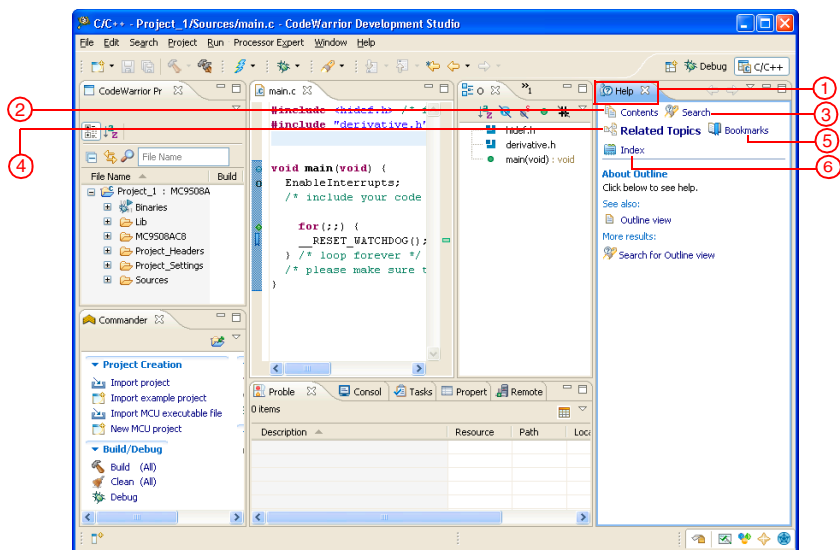 C/C++ - Project_1/Sources/main.c - CodeWarrior Development Studio
File Edit Search Project Run Processor Expert Window Help
Debug C/C++
CodeWarrior Pr
File Name
File Name Build
Project_1 : MC9S08A
Binaries
Lib
MC9S08AC8
Project_Headers
Project_Settings
Sources
Commander
Project Creation
Import project
Import example project
Import MCU executable file
New MCU project
Build/Debug
Build (All)
Clean (All)
Debug
main.c
#include <hidef.h> /* f
#include "derivative.h"
void main(void) {
EnableInterrupts;
/* include your code
for(;;) {
__RESET_WATCHDOG();
} /* loop forever */
/* please make sure t
}
O
»1
hidef.h
derivative.h
main(void) : void
Proble Consol Tasks Propert Remote
0 items
Description Resource Path Loca
Help
Contents Search
Related Topics Bookmarks
Index
About Outline
Click below to see help.
See also:
Outline view
More results:
Search for Outline view
1
2
3
4
5
6